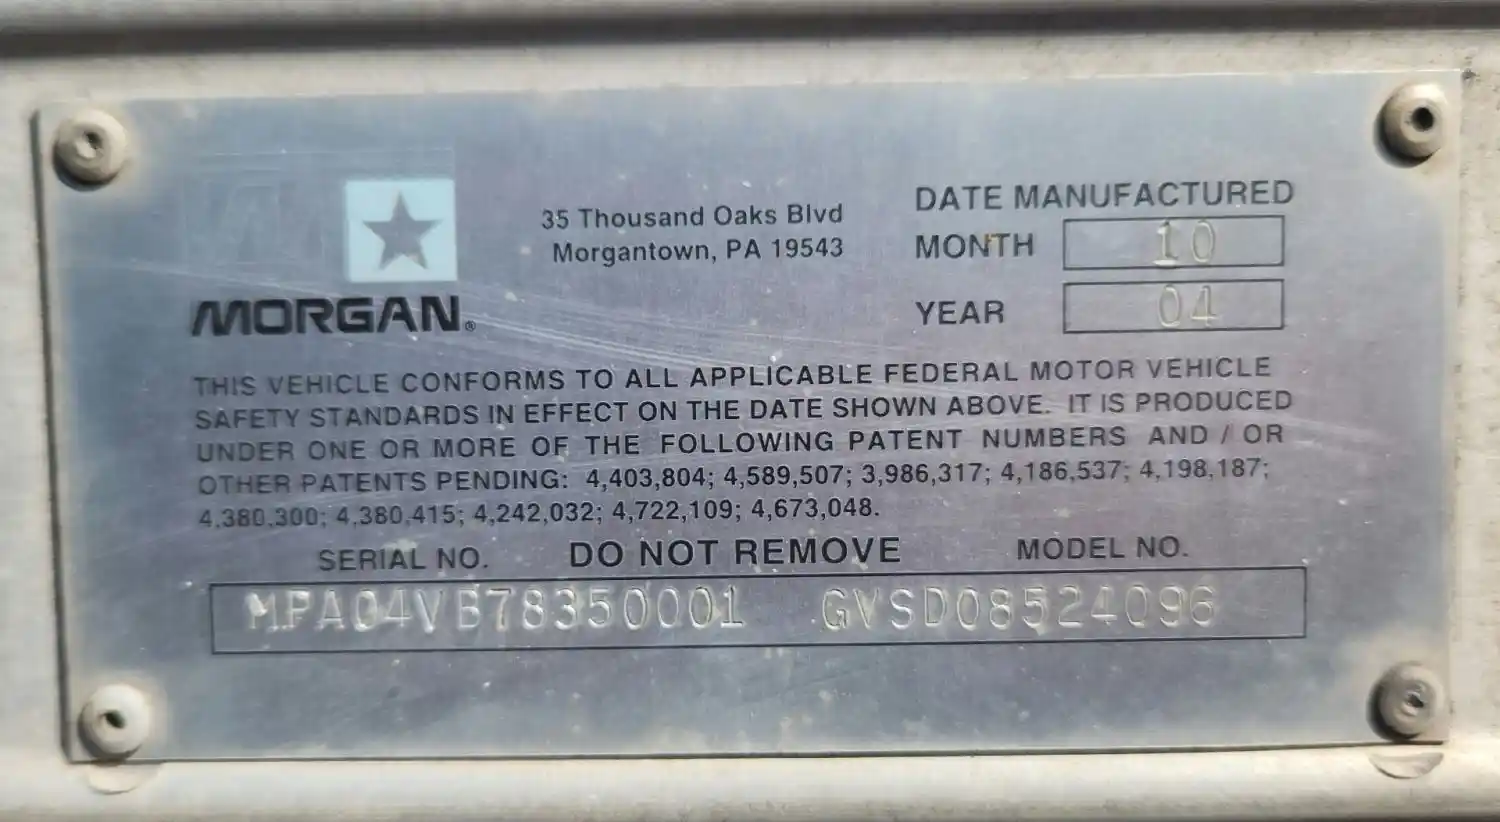 35 Thousand Oaks Blvd
Morgantown, PA 19543
MORGAN®
DATE MANUFACTURED
MONTH 10
YEAR 04
THIS VEHICLE CONFORMS TO ALL APPLICABLE FEDERAL MOTOR VEHICLE
SAFETY STANDARDS IN EFFECT ON THE DATE SHOWN ABOVE. IT IS PRODUCED
UNDER ONE OR MORE OF THE FOLLOWING PATENT NUMBERS AND / OR
OTHER PATENTS PENDING: 4,403,804; 4,589,507; 3,986,317; 4,186,537; 4,198,187;
4,380,300; 4,380,415; 4,242,032; 4,722,109; 4,673,048.
SERIAL NO. DO NOT REMOVE MODEL NO.
MPA04VB78350001 GVSD08524096